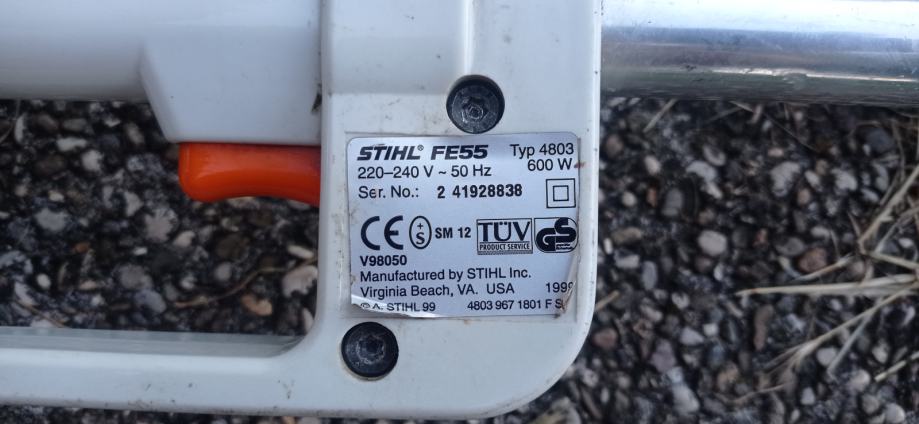 STIHL® FE55 Typ 4803
220–240 V ~ 50 Hz 600 W
Ser. No.: 2 41928838
CE + S SM 12 TÜV PRODUCT SERVICE GS
V98050
Manufactured by STIHL Inc.
Virginia Beach, VA. USA 1999
© A. STIHL 99 4803 967 1801 F